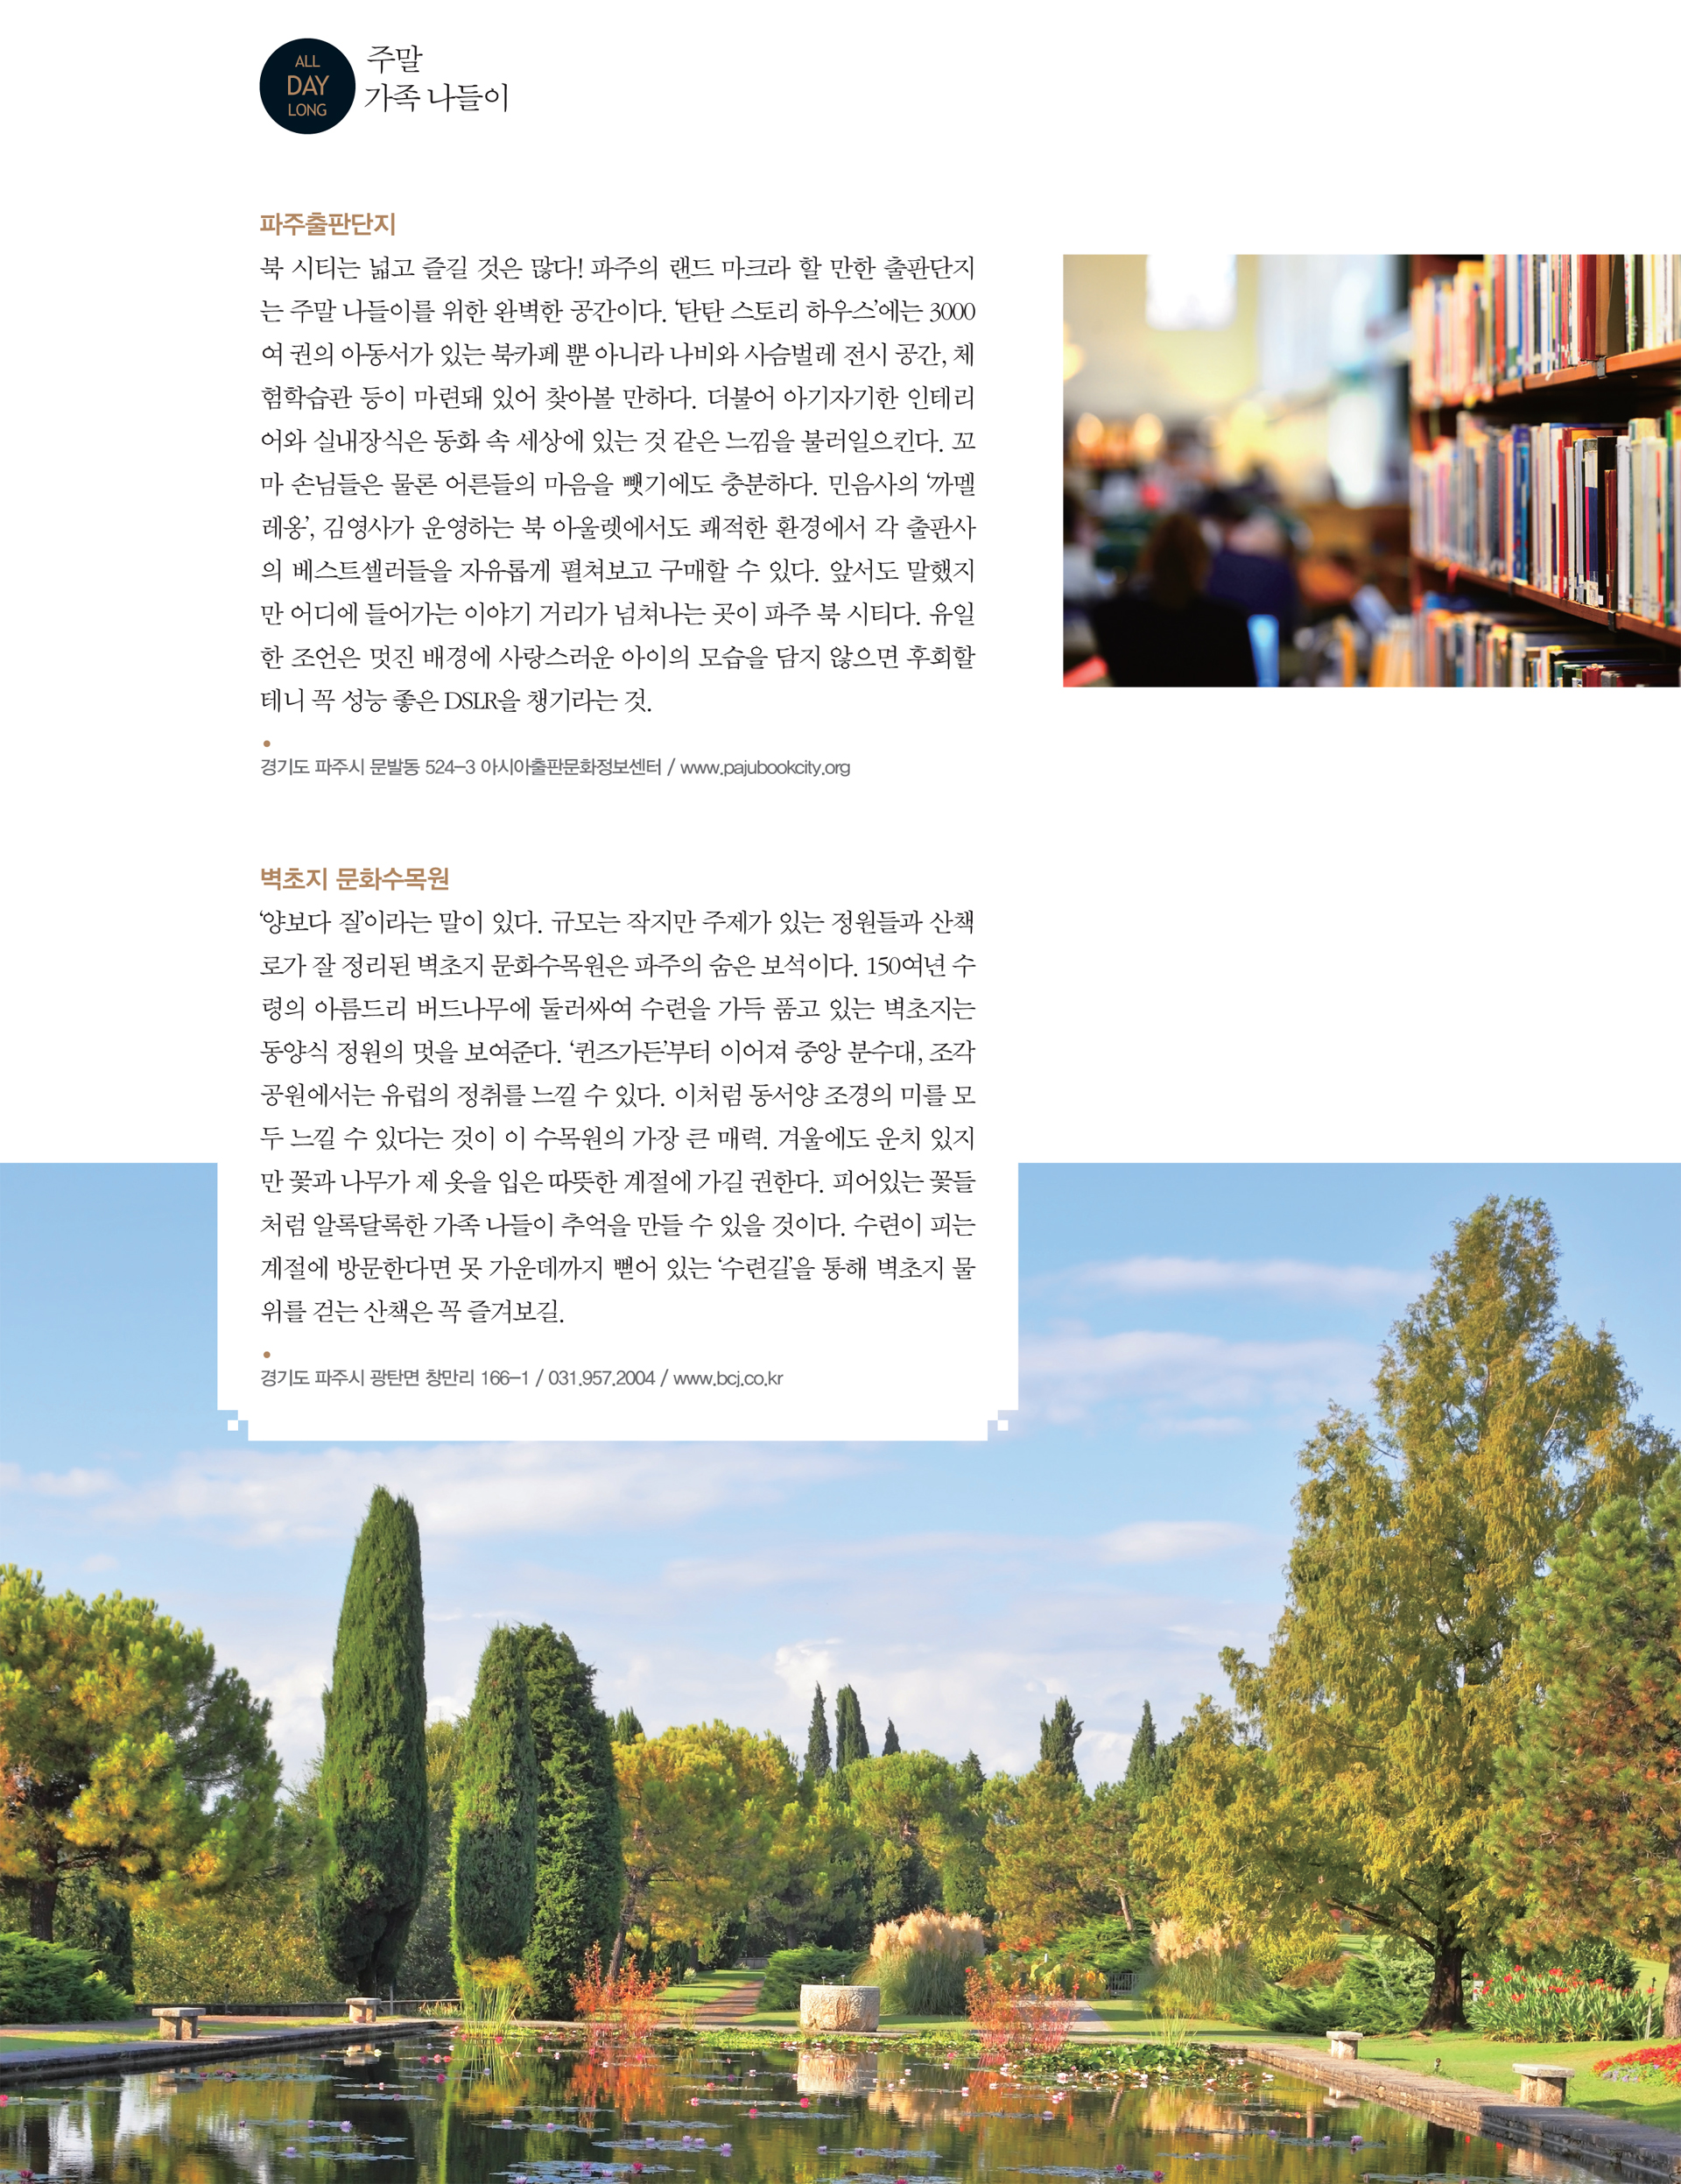 ALL
DAY
LONG
주말
가족 나들이
파주출판단지
북 시티는 넓고 즐길 것은 많다! 파주의 랜드 마크라 할 만한 출판단지
는 주말 나들이를 위한 완벽한 공간이다. ‘탄탄 스토리 하우스’에는 3000
여 권의 아동서가 있는 북카페 뿐 아니라 나비와 사슴벌레 전시 공간, 체
험학습관 등이 마련돼 있어 찾아볼 만하다. 더불어 아기자기한 인테리
어와 실내장식은 동화 속 세상에 있는 것 같은 느낌을 불러일으킨다. 꼬
마 손님들은 물론 어른들의 마음을 뺏기에도 충분하다. 민음사의 ‘까멜
레옹’, 김영사가 운영하는 북 아울렛에서도 쾌적한 환경에서 각 출판사
의 베스트셀러들을 자유롭게 펼쳐보고 구매할 수 있다. 앞서도 말했지
만 어디에 들어가는 이야기 거리가 넘쳐나는 곳이 파주 북 시티다. 유일
한 조언은 멋진 배경에 사랑스러운 아이의 모습을 담지 않으면 후회할
테니 꼭 성능 좋은 DSLR을 챙기라는 것.
경기도 파주시 문발동 524-3 아시아출판문화정보센터 / www.pajubookcity.org
벽초지 문화수목원
‘양보다 질’이라는 말이 있다. 규모는 작지만 주제가 있는 정원들과 산책
로가 잘 정리된 벽초지 문화수목원은 파주의 숨은 보석이다. 150여년 수
령의 아름드리 버드나무에 둘러싸여 수련을 가득 품고 있는 벽초지는
동양식 정원의 멋을 보여준다. ‘퀸즈가든’부터 이어져 중앙 분수대, 조각
공원에서는 유럽의 정취를 느낄 수 있다. 이처럼 동서양 조경의 미를 모
두 느낄 수 있다는 것이 이 수목원의 가장 큰 매력. 겨울에도 운치 있지
만 꽃과 나무가 제 옷을 입은 따뜻한 계절에 가길 권한다. 피어있는 꽃들
처럼 알록달록한 가족 나들이 추억을 만들 수 있을 것이다. 수련이 피는
계절에 방문한다면 못 가운데까지 뻗어 있는 ‘수련길’을 통해 벽초지 물
위를 걷는 산책은 꼭 즐겨보길.
경기도 파주시 광탄면 창만리 166-1 / 031.957.2004 / www.bcj.co.kr